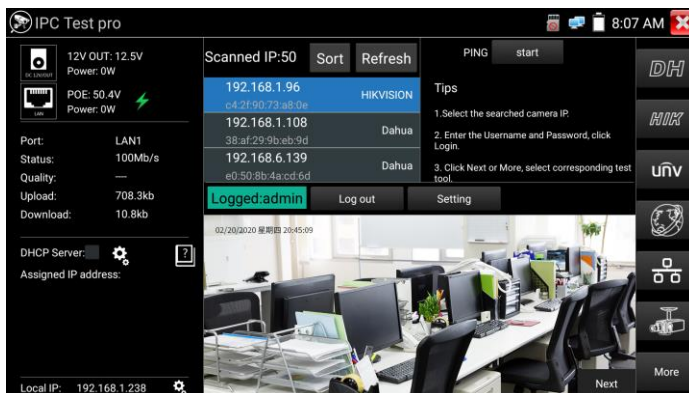 IPC Test pro
8:07 AM
12V OUT: 12.5V
Power: 0W
DC 12V/OUT
POE: 50.4V
Power: 0W
LAN
Port: LAN1
Status: 100Mb/s
Quality: —
Upload: 708.3kb
Download: 10.8kb
DHCP Server:
?
Assigned IP address:
Local IP: 192.168.1.238
Scanned IP:50 Sort Refresh
192.168.1.96
HIKVISION
c4:2f:90:73:a8:0e
192.168.1.108
Dahua
38:af:29:9b:eb:9d
192.168.6.139
Dahua
e0:50:8b:4a:cd:6d
PING start
Tips
1.Select the searched camera IP.
2. Enter the Username and Password, click
Login.
3. Click Next or More, select corresponding test
tool.
Logged:admin Log out Setting
02/20/2020 星期四 20:45:09
Next
DH
HIK
unv
More